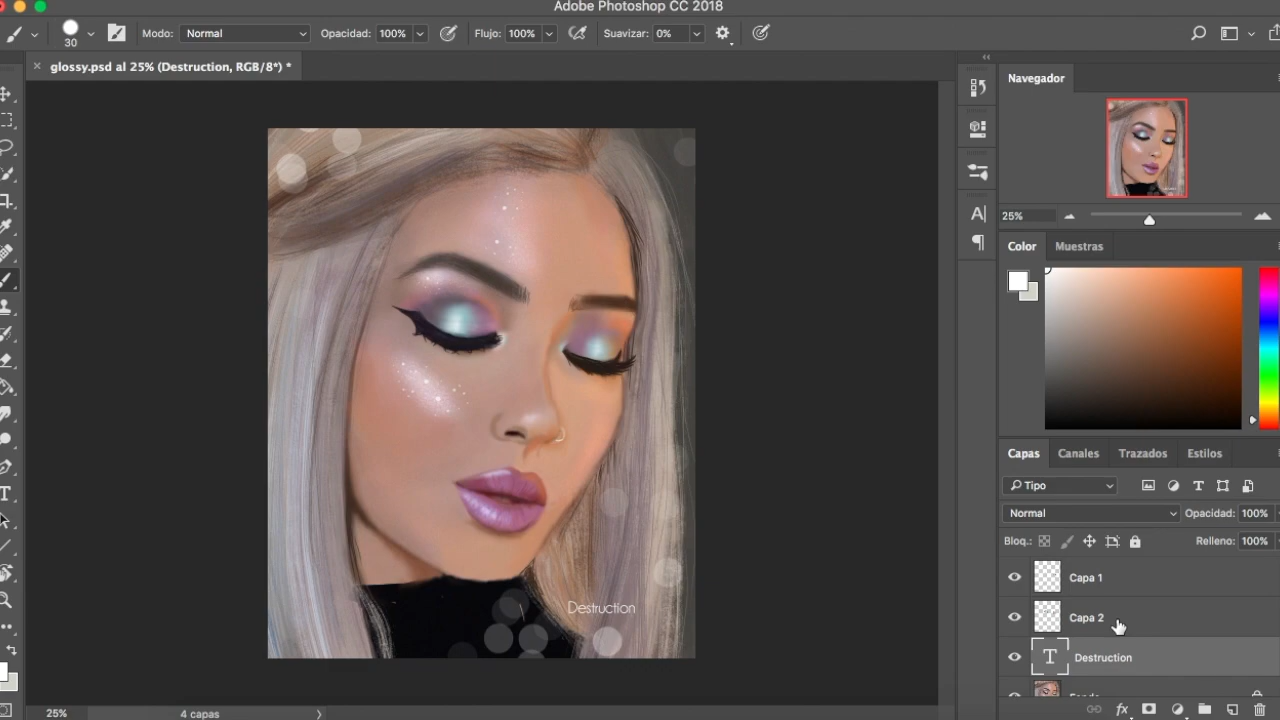 Adobe Photoshop CC 2018
30
Modo: Normal
Opacidad: 100%
Flujo: 100%
Suavizar: 0%
× glossy.psd al 25% (Destruction, RGB/8*) *
Navegador
25%
Color
Muestras
Capas
Canales
Trazados
Estilos
Tipo
Normal
Opacidad: 100%
Bloq.:
Relleno: 100%
Capa 1
Capa 2
Destruction
Destruction
25%
4 capas